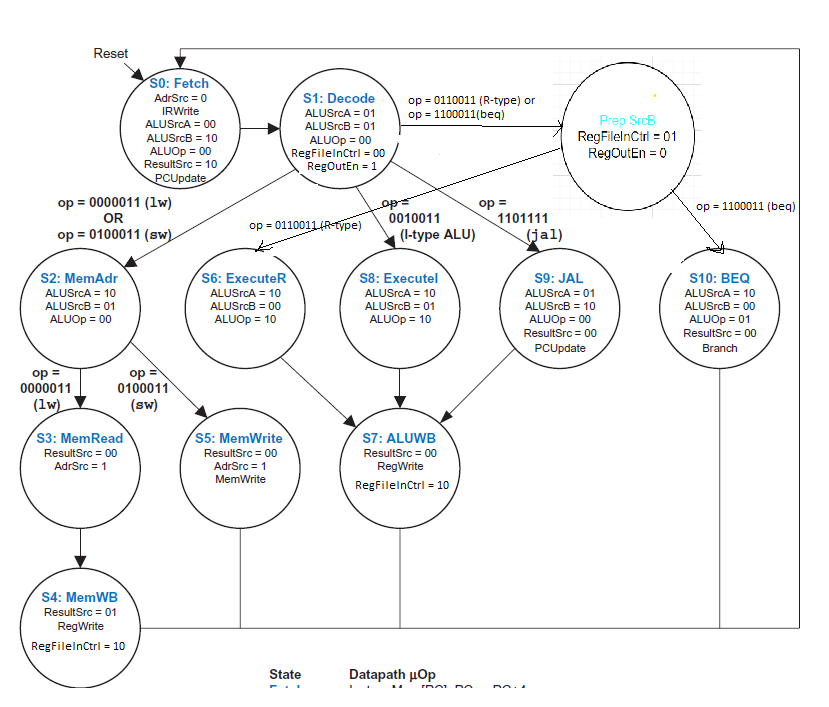 Reset
S0: Fetch
AdrSrc = 0
IRWrite
ALUSrcA = 00
ALUSrcB = 10
ALUOp = 00
ResultSrc = 10
PCUpdate
S1: Decode
ALUSrcA = 01
ALUSrcB = 01
ALUOp = 00
RegFileInCtrl = 00
RegOutEn = 1
op = 0110011 (R-type) or
op = 1100011(beq)
Prep SrcB
RegFileInCtrl = 01
RegOutEn = 0
op = 0000011 (lw)
OR
op = 0100011 (sw)
op = 0110011 (R-type)
op =
0010011
(I-type ALU)
op =
1101111
(jal)
op = 1100011 (beq)
S2: MemAdr
ALUSrcA = 10
ALUSrcB = 01
ALUOp = 00
S6: ExecuteR
ALUSrcA = 10
ALUSrcB = 00
ALUOp = 10
S8: ExecuteI
ALUSrcA = 10
ALUSrcB = 01
ALUOp = 10
S9: JAL
ALUSrcA = 01
ALUSrcB = 10
ALUOp = 00
ResultSrc = 00
PCUpdate
S10: BEQ
ALUSrcA = 10
ALUSrcB = 00
ALUOp = 01
ResultSrc = 00
Branch
op =
0000011
(lw)
op =
0100011
(sw)
S3: MemRead
ResultSrc = 00
AdrSrc = 1
S5: MemWrite
ResultSrc = 00
AdrSrc = 1
MemWrite
S7: ALUWB
ResultSrc = 00
RegWrite
RegFileInCtrl = 10
S4: MemWB
ResultSrc = 01
RegWrite
RegFileInCtrl = 10
State Datapath µOp